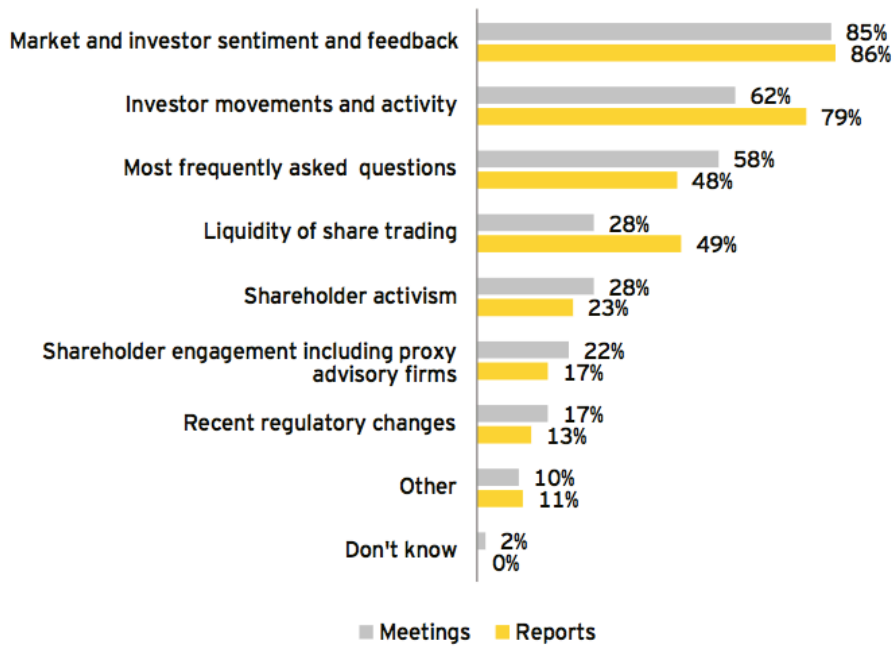 Market and investor sentiment and feedback
85%
86%
Investor movements and activity
62%
79%
Most frequently asked questions
58%
48%
Liquidity of share trading
28%
49%
Shareholder activism
28%
23%
Shareholder engagement including proxy
advisory firms
22%
17%
Recent regulatory changes
17%
13%
Other
10%
11%
Don't know
2%
0%
Meetings Reports